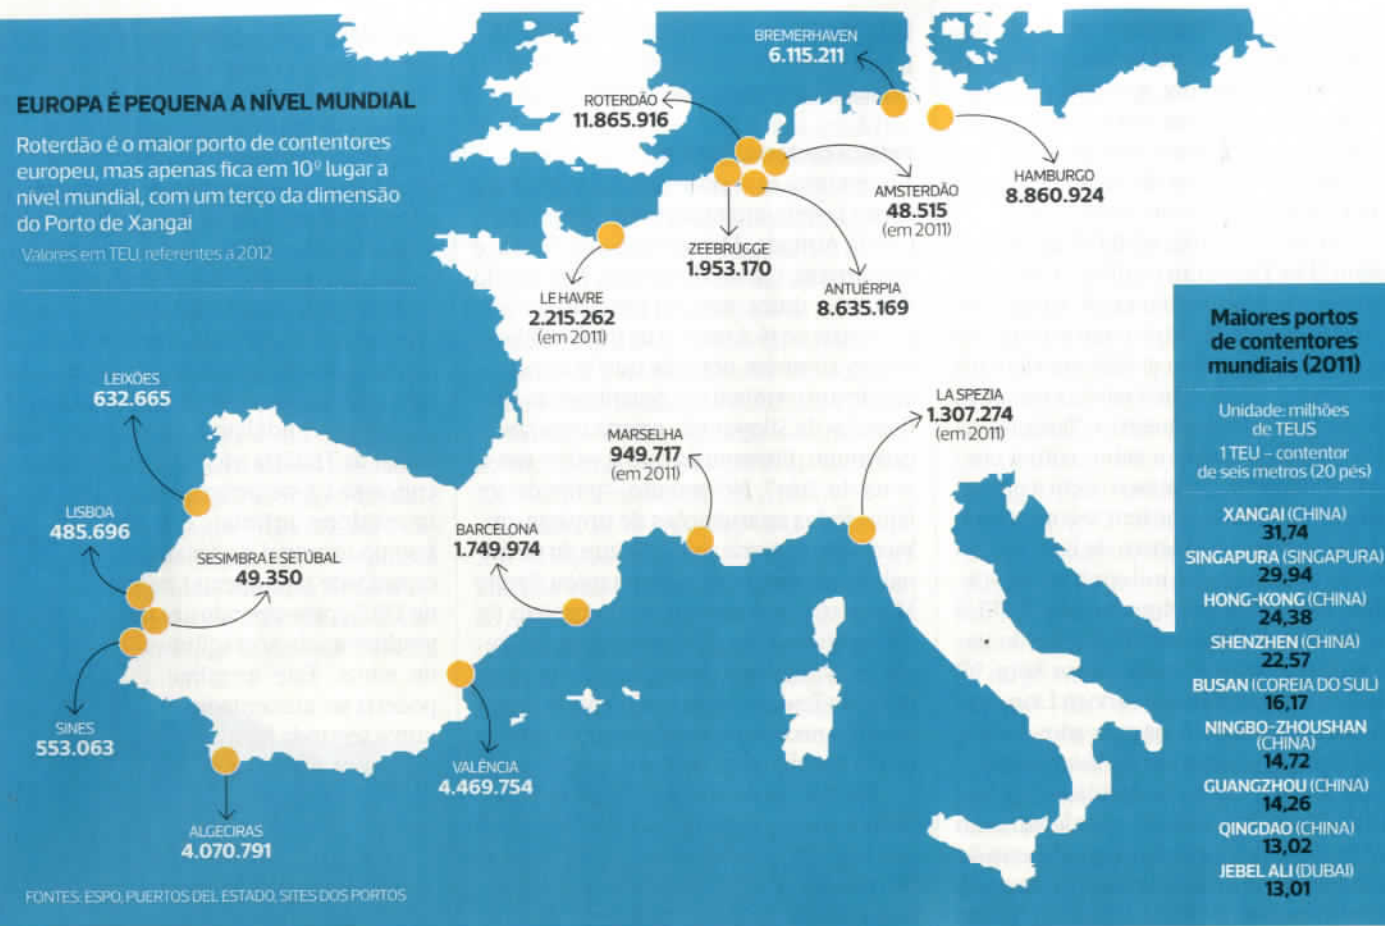 EUROPA É PEQUENA A NÍVEL MUNDIAL
Roterdão é o maior porto de contentores
europeu, mas apenas fica em 10º lugar a
nível mundial, com um terço da dimensão
do Porto de Xangai
Valores em TEU, referentes a 2012
BREMERHAVEN
6.115.211
ROTERDÃO
11.865.916
HAMBURGO
8.860.924
AMSTERDÃO
48.515
(em 2011)
ZEEBRUGGE
1.953.170
ANTUÉRPIA
8.635.169
LE HAVRE
2.215.262
(em 2011)
LEIXÕES
632.665
LISBOA
485.696
SESIMBRA E SETÚBAL
49.350
SINES
553.063
ALGECIRAS
4.070.791
BARCELONA
1.749.974
VALÊNCIA
4.469.754
MARSELHA
949.717
(em 2011)
LA SPEZIA
1.307.274
(em 2011)
Maiores portos
de contentores
mundiais (2011)
Unidade: milhões
de TEUS
1 TEU – contentor
de seis metros (20 pés)
XANGAI (CHINA)
31,74
SINGAPURA (SINGAPURA)
29,94
HONG-KONG (CHINA)
24,38
SHENZHEN (CHINA)
22,57
BUSAN (COREIA DO SUL)
16,17
NINGBO-ZHOUSHAN
(CHINA)
14,72
GUANGZHOU (CHINA)
14,26
QINGDAO (CHINA)
13,02
JEBEL ALI (DUBAI)
13,01
FONTES: ESPO, PUERTOS DEL ESTADO, SITES DOS PORTOS